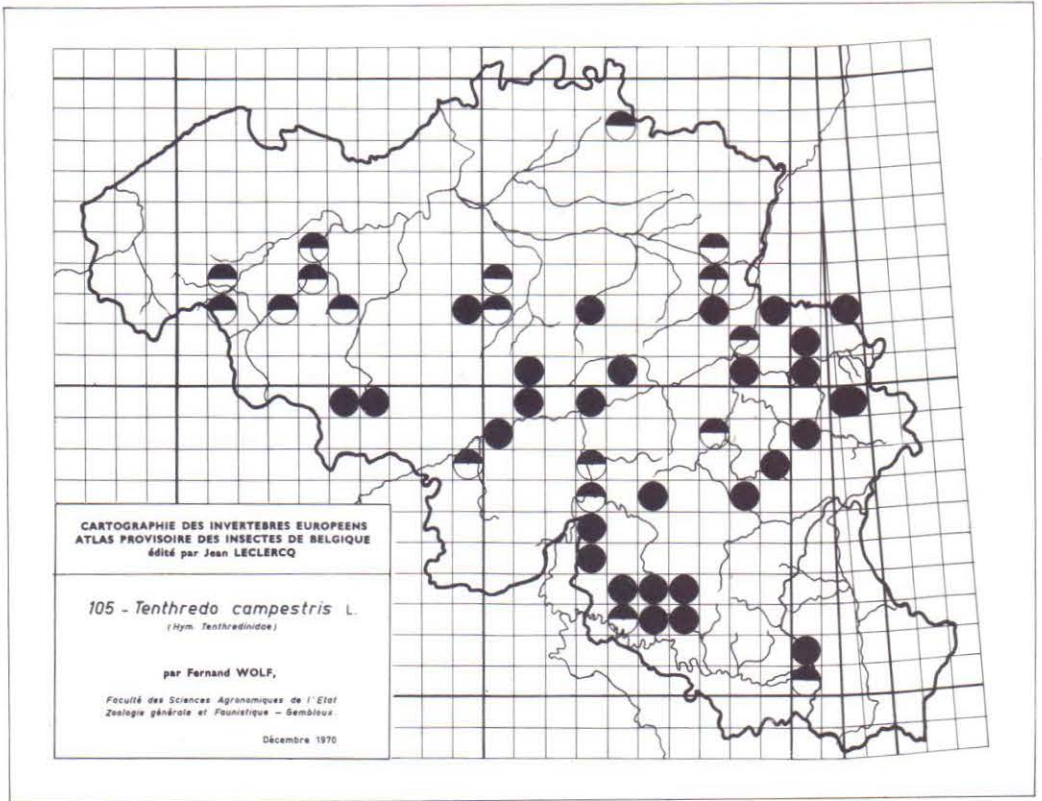 CARTOGRAPHIE DES INVERTEBRES EUROPEENS
ATLAS PROVISOIRE DES INSECTES DE BELGIQUE
édité par Jean LECLERCQ
105 - Tenthredo campestris L.
(Hym. Tenthredinidae)
par Fernand WOLF,
Faculté des Sciences Agronomiques de l'Etat
Zoologie générale et Faunistique - Gembloux.
Décembre 1970